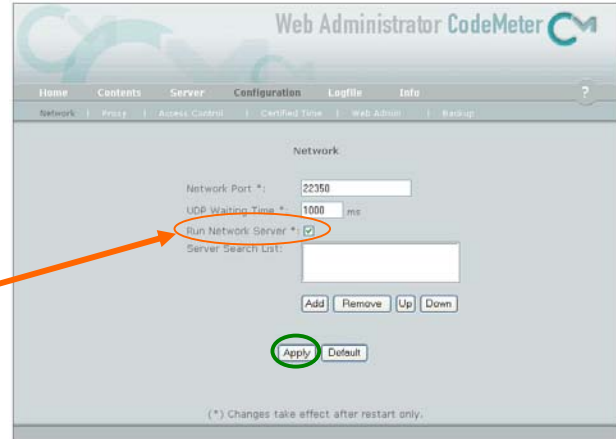 Web Administrator CodeMeter
Home Contents Server Configuration Logfile Info ?
Network | Proxy | Access Control | Certified Time | Web Admin | Backup
Network
Network Port *: 22350
UDP Waiting Time *: 1000 ms
Run Network Server *:
Server Search List:
Add Remove Up Down
Apply Default
(*) Changes take effect after restart only.